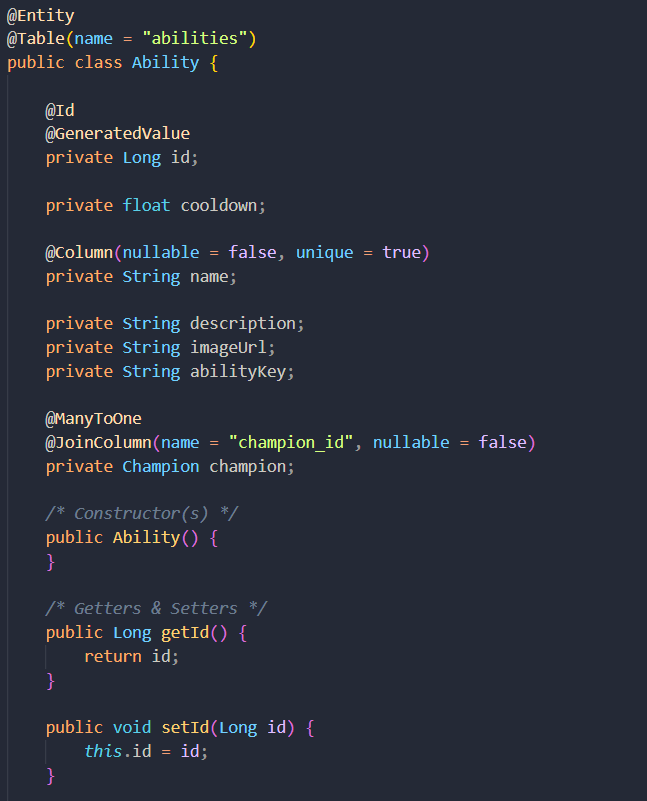 @Entity
@Table(name = "abilities")
public class Ability {
@Id
@GeneratedValue
private Long id;
private float cooldown;
@Column(nullable = false, unique = true)
private String name;
private String description;
private String imageUrl;
private String abilityKey;
@ManyToOne
@JoinColumn(name = "champion_id", nullable = false)
private Champion champion;
/* Constructor(s) */
public Ability() {
}
/* Getters & Setters */
public Long getId() {
return id;
}
public void setId(Long id) {
this.id = id;
}